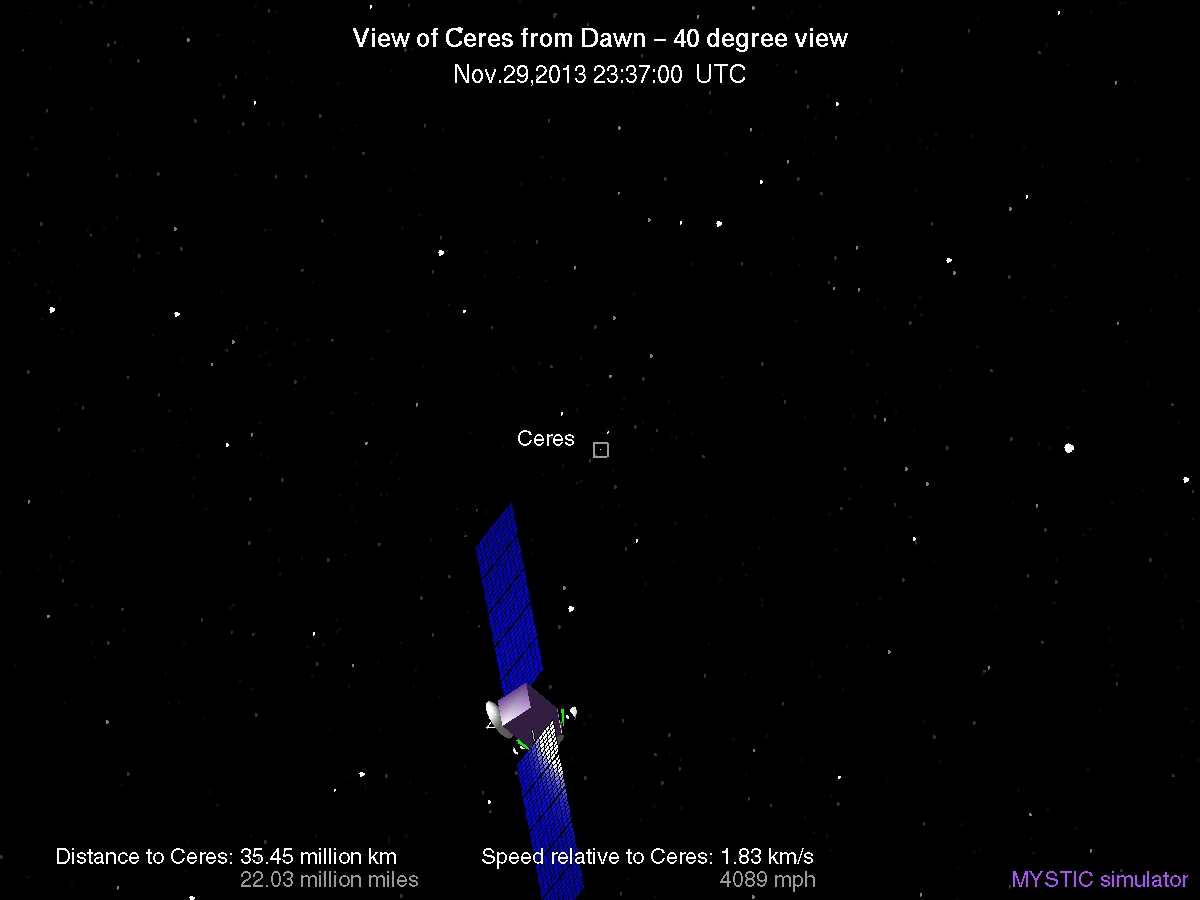 View of Ceres from Dawn – 40 degree view
Nov.29,2013 23:37:00 UTC
Ceres
Distance to Ceres: 35.45 million km
22.03 million miles
Speed relative to Ceres: 1.83 km/s
4089 mph
MYSTIC simulator